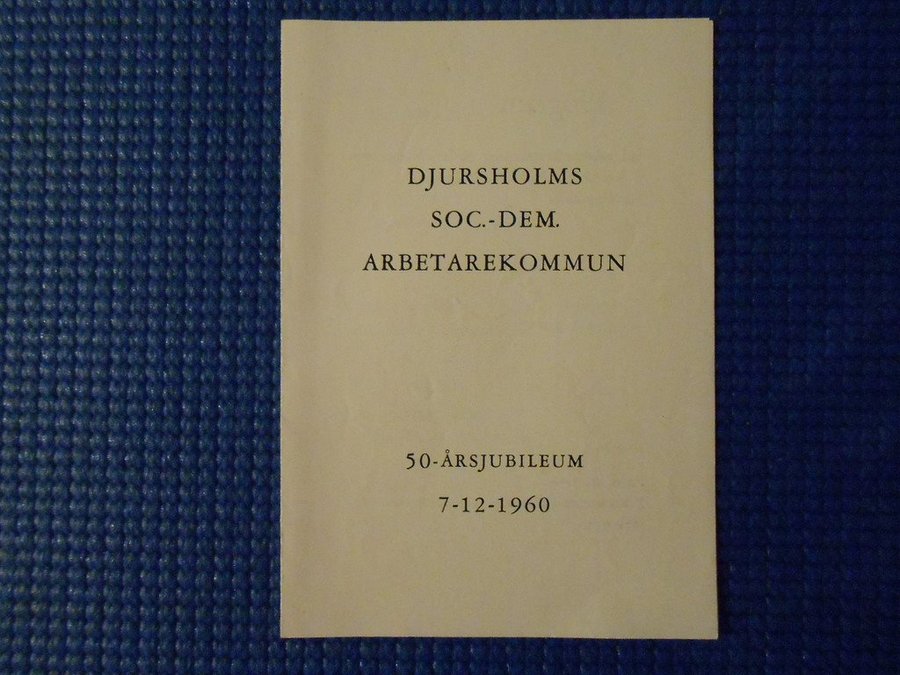 DJURSHOLMS
SOC.-DEM.
ARBETAREKOMMUN
50-ÅRSJUBILEUM
7-12-1960